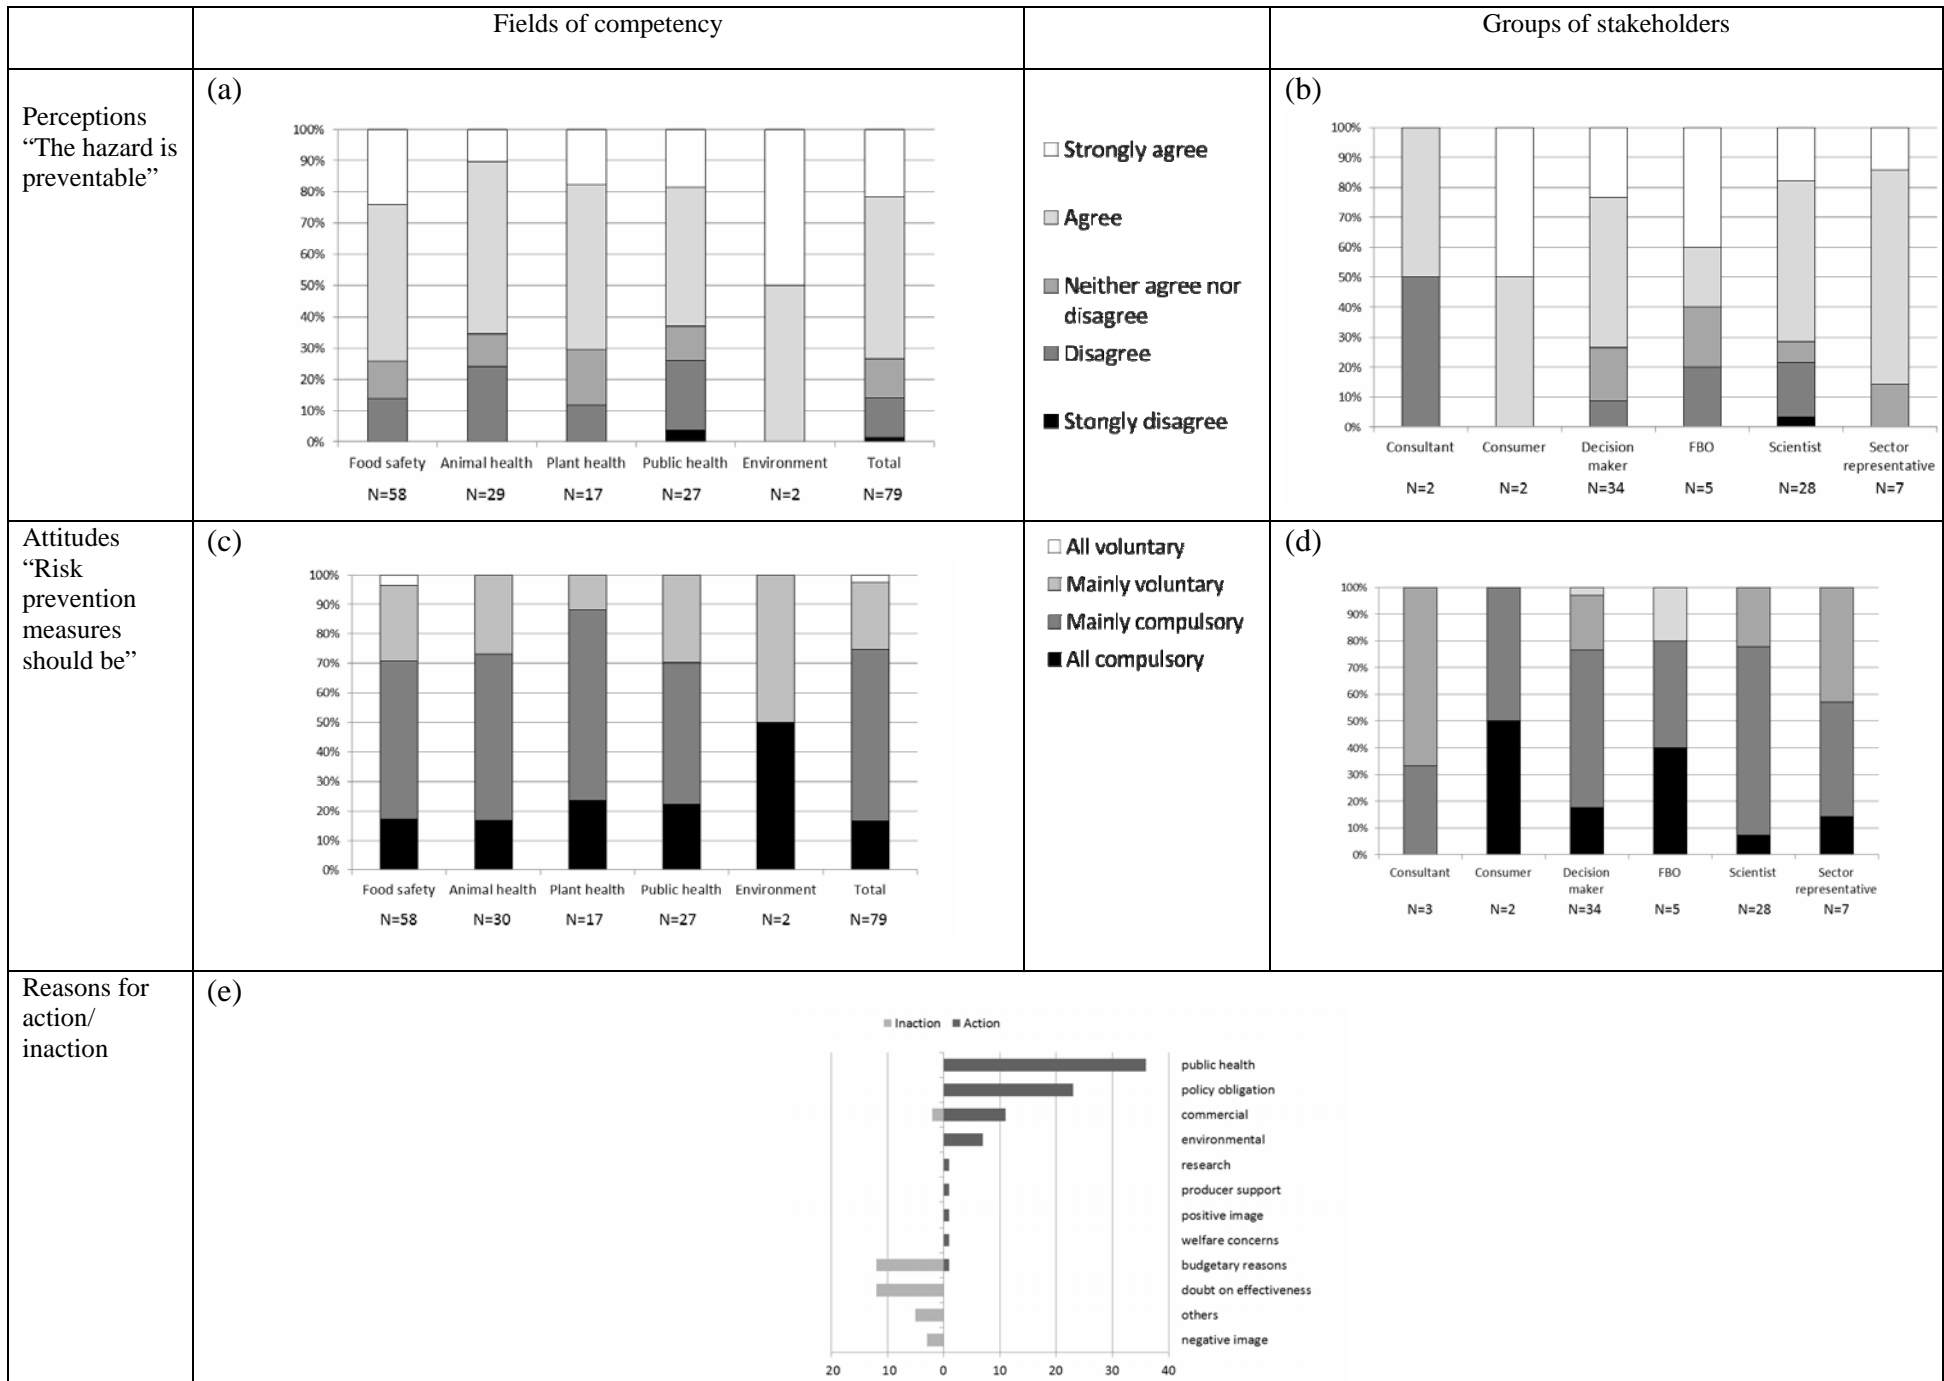 Fields of competency
Groups of stakeholders
Perceptions
“The hazard is
preventable”
(a)
100%
90%
80%
70%
60%
50%
40%
30%
20%
10%
0%
Food safety Animal health Plant health Public health Environment Total
N=58 N=29 N=17 N=27 N=2 N=79
Strongly agree
Agree
Neither agree nor
disagree
Disagree
Stongly disagree
(b)
100%
90%
80%
70%
60%
50%
40%
30%
20%
10%
0%
Consultant Consumer Decision FBO Scientist Sector
maker representative
N=2 N=2 N=34 N=5 N=28 N=7
Attitudes
“Risk
prevention
measures
should be”
(c)
100%
90%
80%
70%
60%
50%
40%
30%
20%
10%
0%
Food safety Animal health Plant health Public health Environment Total
N=58 N=30 N=17 N=27 N=2 N=79
All voluntary
Mainly voluntary
Mainly compulsory
All compulsory
(d)
100%
90%
80%
70%
60%
50%
40%
30%
20%
10%
0%
Consultant Consumer Decision FBO Scientist Sector
maker representative
N=3 N=2 N=34 N=5 N=28 N=7
Reasons for
action/
inaction
(e)
Inaction Action
public health
policy obligation
commercial
environmental
research
producer support
positive image
welfare concerns
budgetary reasons
doubt on effectiveness
others
negative image
20 10 0 10 20 30 40